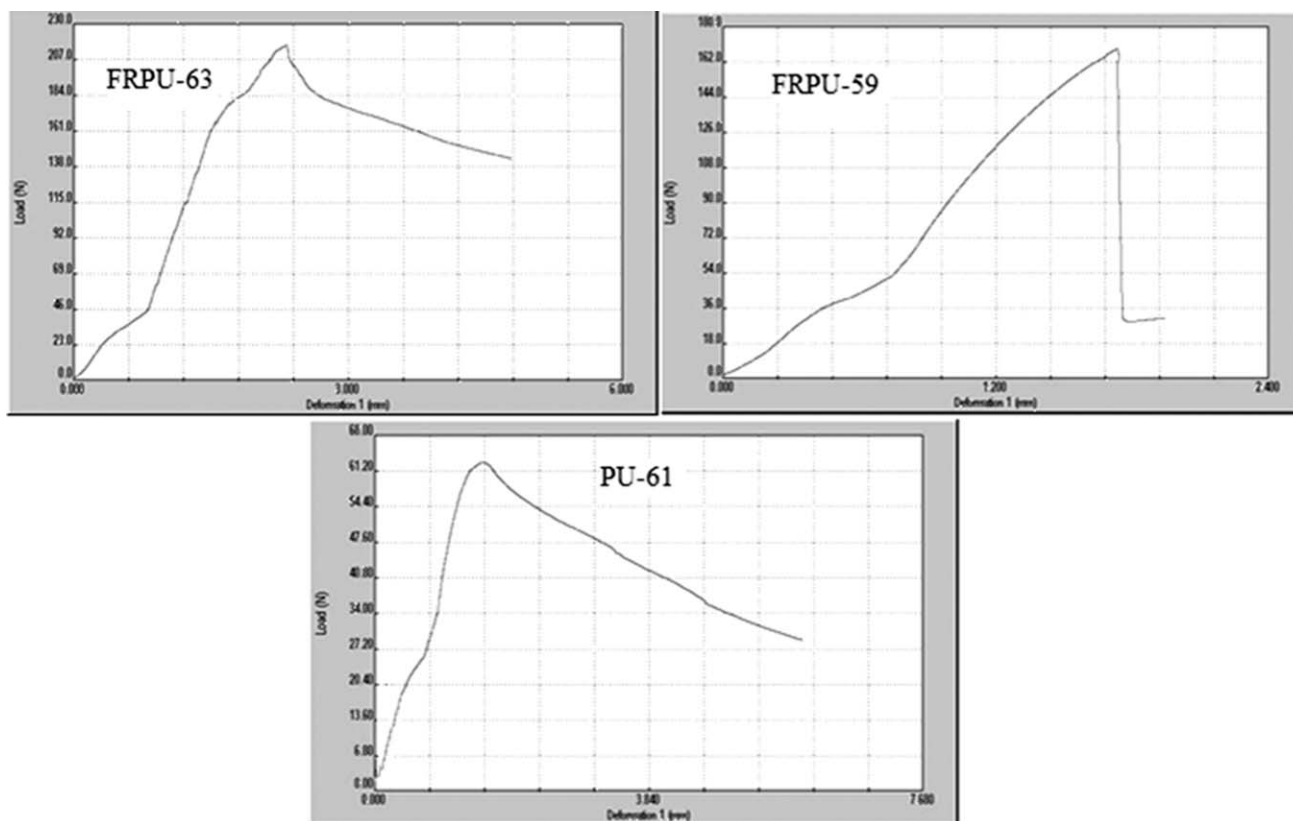 FRPU-63
230.0
207.0
184.0
161.0
138.0
115.0
92.0
69.0
46.0
23.0
0.0
Load (N)
0.000 3.000 6.000
Deformation 1 (mm)
FRPU-59
180.0
162.0
144.0
126.0
108.0
90.0
72.0
54.0
36.0
18.0
0.0
Load (N)
0.000 1.200 2.400
Deformation 1 (mm)
PU-61
68.00
61.20
54.40
47.60
40.80
34.00
27.20
20.40
13.60
6.80
0.00
Load (N)
0.000 3.840 7.680
Deformation 1 (mm)